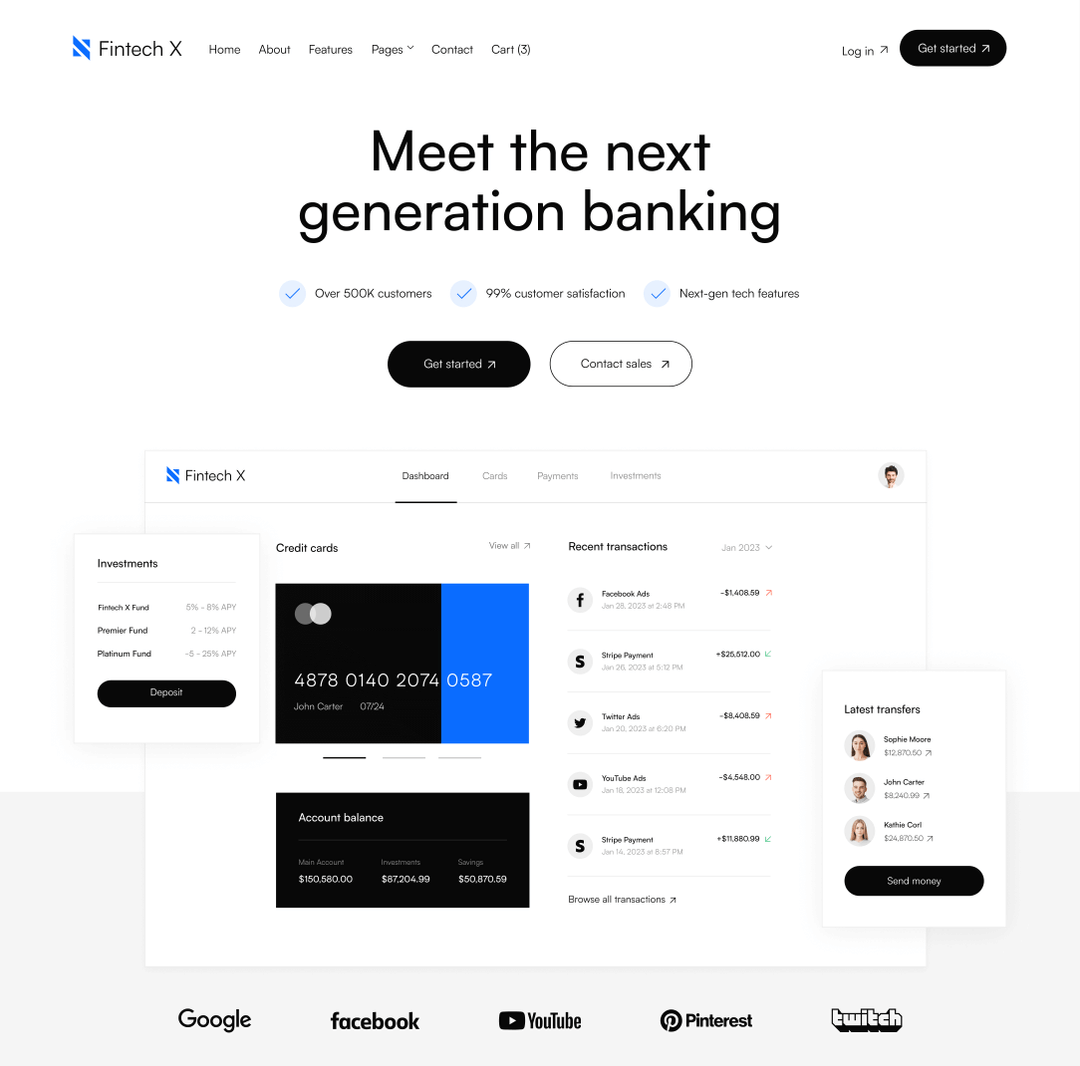 Fintech X
Home About Features Pages Contact Cart (3)
Log in
Get started
Meet the next
generation banking
Over 500K customers
99% customer satisfaction
Next-gen tech features
Get started
Contact sales
Fintech X
Dashboard Cards Payments Investments
Investments
Fintech X Fund 5% - 8% APY
Premier Fund 2 - 12% APY
Platinum Fund -5 - 25% APY
Deposit
Credit cards
View all
4878 0140 2074 0587
John Carter 07/24
Account balance
Main Account Investments Savings
$150,580.00 $87,204.99 $50,870.59
Recent transactions
Jan 2023
Facebook Ads -$1,408.59
Jan 28, 2023 at 2:48 PM
Stripe Payment +$25,512.00
Jan 26, 2023 at 5:12 PM
Twitter Ads -$8,408.59
Jan 20, 2023 at 6:20 PM
YouTube Ads -$4,548.00
Jan 18, 2023 at 12:08 PM
Stripe Payment +$11,880.99
Jan 14, 2023 at 8:57 PM
Browse all transactions
Latest transfers
Sophie Moore
$12,870.50
John Carter
$8,240.99
Kathie Corl
$24,870.50
Send money
Google
facebook
YouTube
Pinterest
twitch